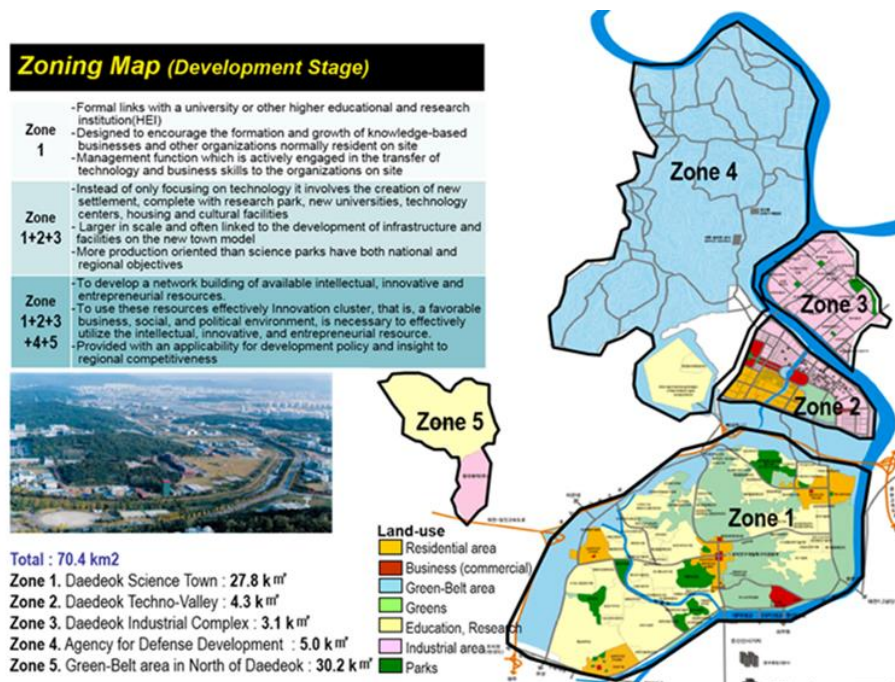 Zoning Map (Development Stage)
Zone
1
-Formal links with a university or other higher educational and research
institution(HEI)
-Designed to encourage the formation and growth of knowledge-based
businesses and other organizations normally resident on site
-Management function which is actively engaged in the transfer of
technology and business skills to the organizations on site
Zone
1+2+3
-Instead of only focusing on technology it involves the creation of new
settlement, complete with research park, new universities, technology
centers, housing and cultural facilities
- Larger in scale and often linked to the development of infrastructure and
facilities on the new town model
-More production oriented than science parks have both national and
regional objectives
Zone
1+2+3
+4+5
-To develop a network building of available intellectual, innovative and
entrepreneurial resources.
-To use these resources effectively Innovation cluster, that is, a favorable
business, social, and political environment, is necessary to effectively
utilize the intellectual, innovative, and entrepreneurial resource.
-Provided with an applicability for development policy and insight to
regional competitiveness
Zone 4
Zone 3
Zone 2
Zone 5
Zone 1
Land-use
Residential area
Business (commercial)
Green-Belt area
Greens
Education, Research
Industrial area
Parks
Total : 70.4 km2
Zone 1. Daedeok Science Town : 27.8 k㎡
Zone 2. Daedeok Techno-Valley : 4.3 k㎡
Zone 3. Daedeok Industrial Complex : 3.1 k㎡
Zone 4. Agency for Defense Development : 5.0 k㎡
Zone 5. Green-Belt area in North of Daedeok : 30.2 k㎡